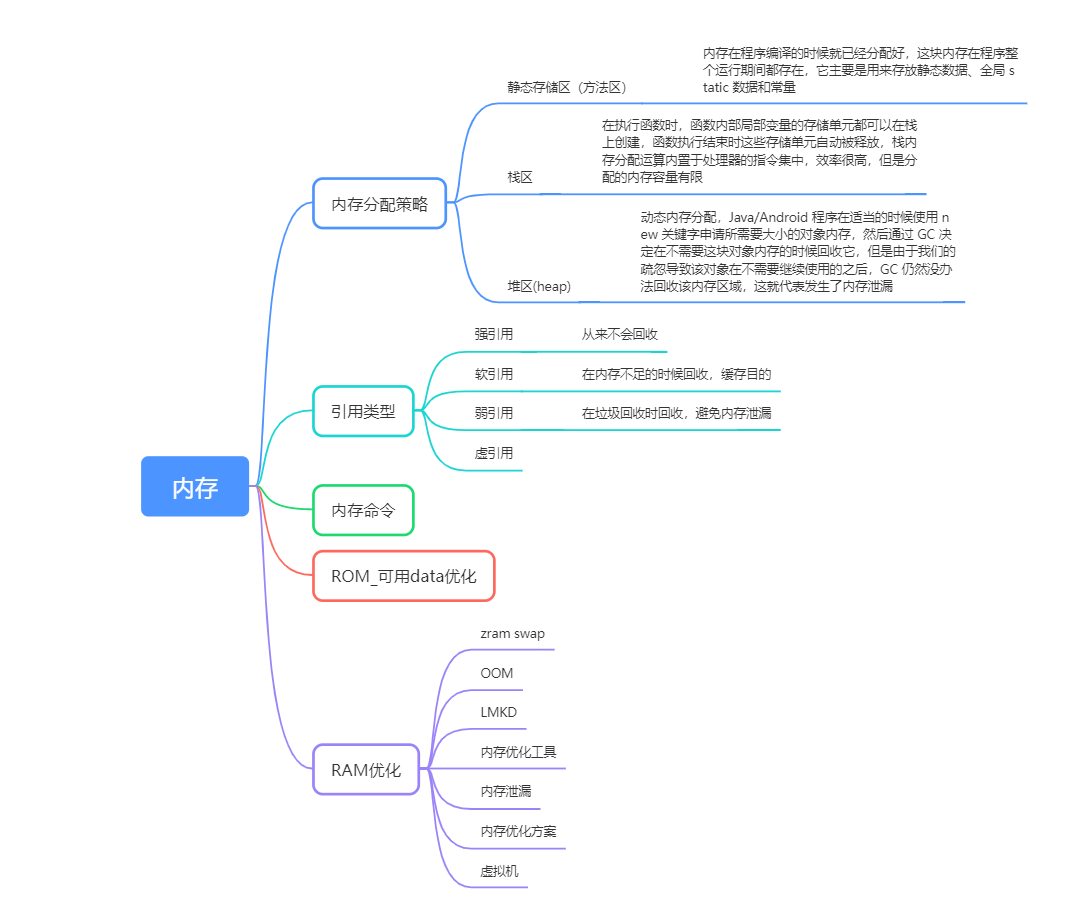 内存
内存分配策略
静态存储区（方法区）
内存在程序编译的时候就已经分配好，这块内存在程序整
个运行期间都存在，它主要是用来存放静态数据、全局 s
tatic 数据和常量
栈区
在执行函数时，函数内部局部变量的存储单元都可以在栈
上创建，函数执行结束时这些存储单元自动被释放，栈内
存分配运算内置于处理器的指令集中，效率很高，但是分
配的内存容量有限
堆区(heap)
动态内存分配，Java/Android 程序在适当的时候使用 n
ew 关键字申请所需要大小的对象内存，然后通过 GC 决
定在不需要这块对象内存的时候回收它，但是由于我们的
疏忽导致该对象在不需要继续使用的之后，GC 仍然没办
法回收该内存区域，这就代表发生了内存泄漏
引用类型
强引用
从来不会回收
软引用
在内存不足的时候回收，缓存目的
弱引用
在垃圾回收时回收，避免内存泄漏
虚引用
内存命令
ROM_可用data优化
RAM优化
zram swap
OOM
LMKD
内存优化工具
内存泄漏
内存优化方案
虚拟机